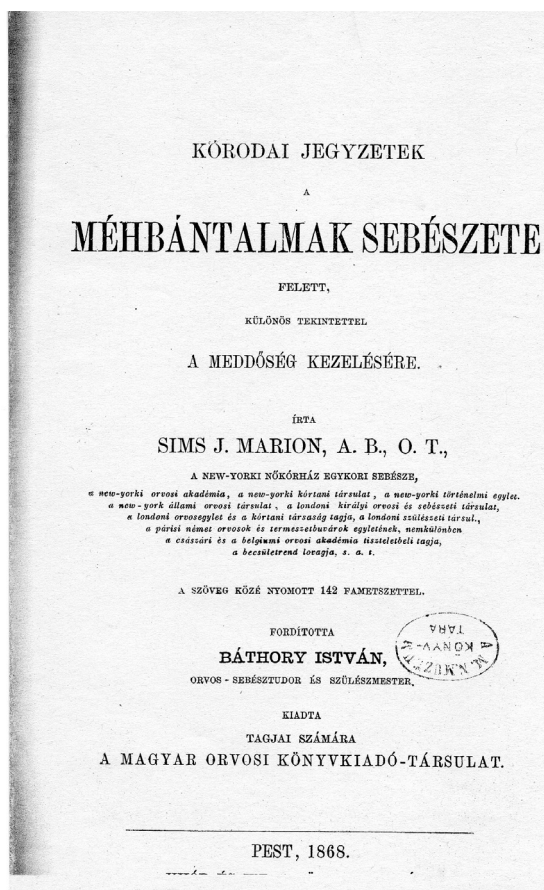 KÓRODAI JEGYZETEK
A
MÉHBÁNTALMAK SEBÉSZETE
FELETT,
KÜLÖNÖS TEKINTETTEL
A MEDDŐSÉG KEZELÉSÉRE.
ÍRTA
SIMS J. MARION, A. B., O. T.,
A NEW-YORKI NŐKÓRHÁZ EGYKORI SEBÉSZE,
a new-yorki orvosi akadémia, a new-yorki kórtani társulat, a new-yorki történelmi egylet.
a new-york állami orvosi társulat, a londoni királyi orvosi és sebészeti társulat,
a londoni orvosegylet és a kórtani társaság tagja, a londoni szülészeti társul.,
a párisi német orvosok és termeszetbuvárok egyletének, nemkülönben
a császári és a belgiumi orvosi akadémia tiszteletbeli tagja,
a becsületrend lovagja, s. a. t.
A SZÖVEG KÖZÉ NYOMOTT 142 FAMETSZETTEL.
FORDÍTOTTA
BÁTHORY ISTVÁN,
ORVOS-SEBÉSZTUDOR ÉS SZÜLÉSZMESTER.
A M. N. MUZEUM
KÖNYV-
TÁRA
KIADTA
TAGJAI SZÁMÁRA
A MAGYAR ORVOSI KÖNYVKIADÓ-TÁRSULAT.
PEST, 1868.